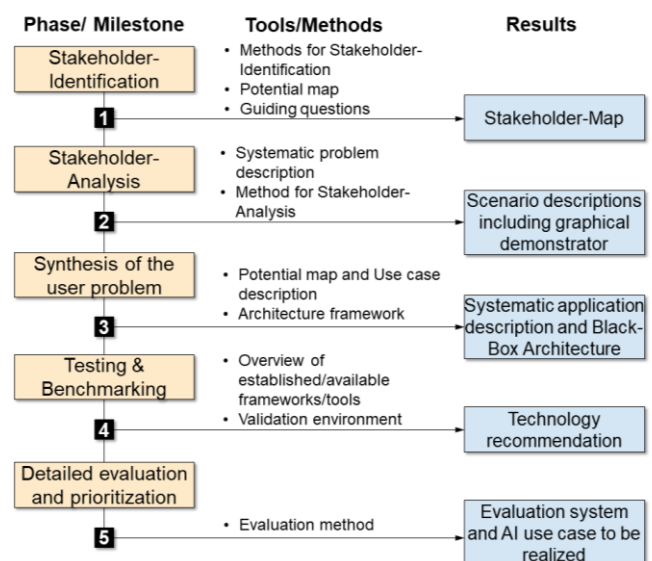 Phase/ Milestone
Tools/Methods
Results
Stakeholder-
Identification
• Methods for Stakeholder-
Identification
• Potential map
• Guiding questions
1
Stakeholder-Map
Stakeholder-
Analysis
• Systematic problem
description
• Method for Stakeholder-
Analysis
2
Scenario descriptions
including graphical
demonstrator
Synthesis of the
user problem
• Potential map and Use case
description
• Architecture framework
3
Systematic application
description and Black-
Box Architecture
Testing &
Benchmarking
• Overview of
established/available
frameworks/tools
• Validation environment
4
Technology
recommendation
Detailed evaluation
and prioritization
• Evaluation method
5
Evaluation system
and AI use case to be
realized